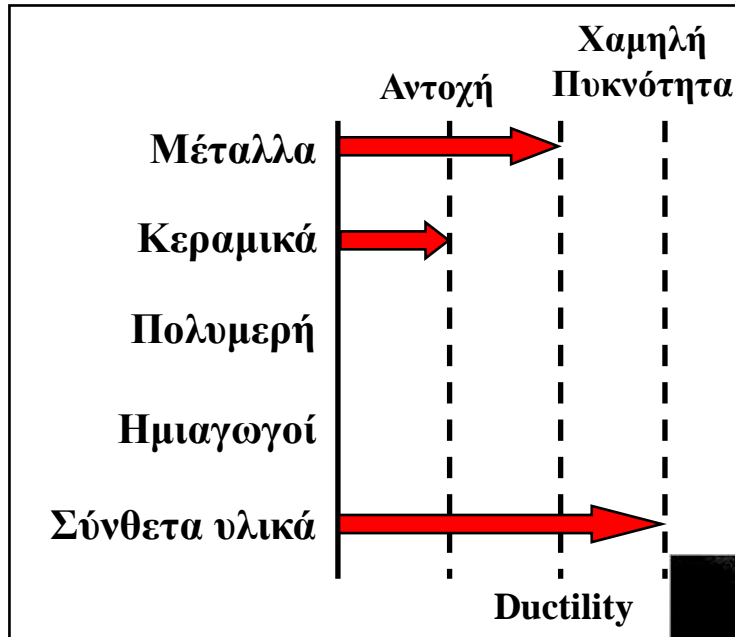 Χαμηλή
Αντοχή Πυκνότητα
Μέταλλα
Κεραμικά
Πολυμερή
Ημιαγωγοί
Σύνθετα υλικά
Ductility